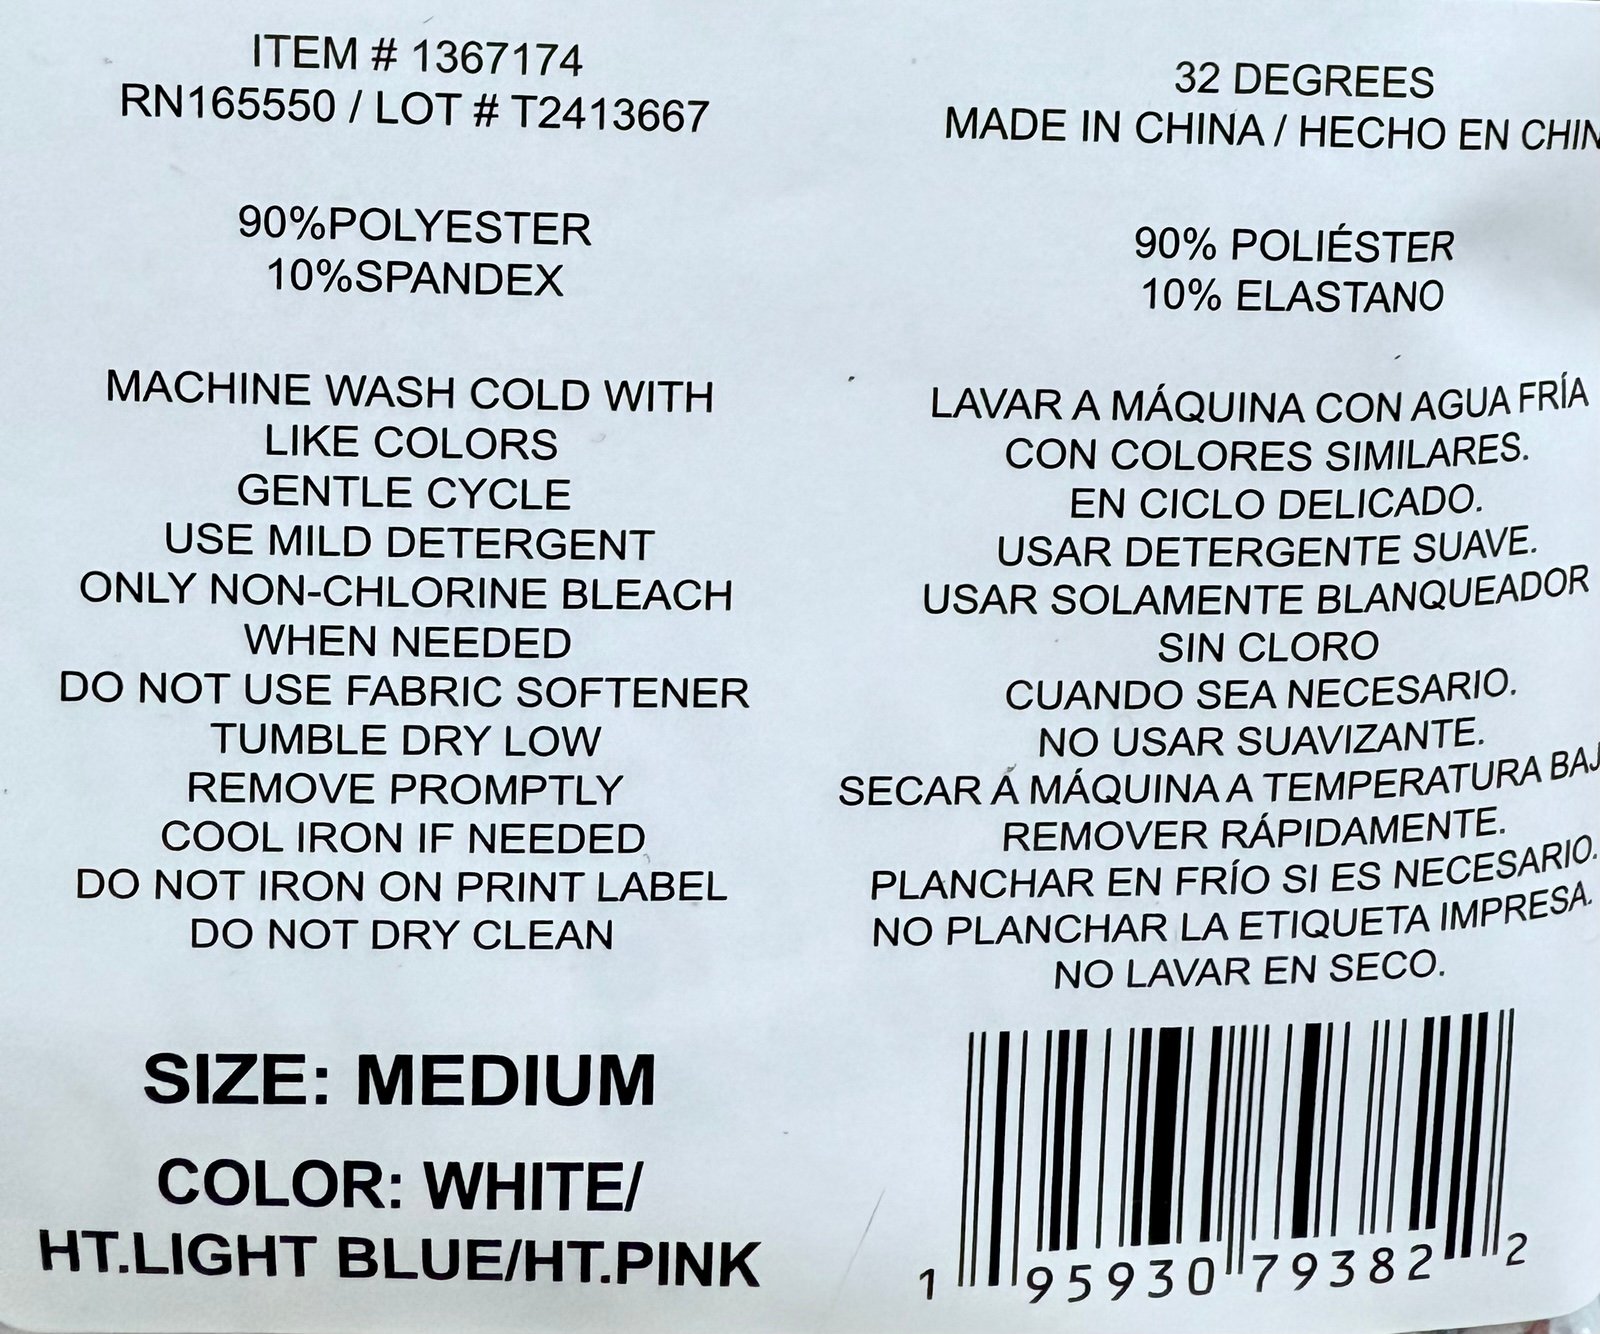 ITEM # 1367174
RN165550 / LOT # T2413667
90%POLYESTER
10%SPANDEX
MACHINE WASH COLD WITH
LIKE COLORS
GENTLE CYCLE
USE MILD DETERGENT
ONLY NON-CHLORINE BLEACH
WHEN NEEDED
DO NOT USE FABRIC SOFTENER
TUMBLE DRY LOW
REMOVE PROMPTLY
COOL IRON IF NEEDED
DO NOT IRON ON PRINT LABEL
DO NOT DRY CLEAN
SIZE: MEDIUM
COLOR: WHITE/
HT.LIGHT BLUE/HT.PINK
32 DEGREES
MADE IN CHINA / HECHO EN CHIN
90% POLIÉSTER
10% ELASTANO
LAVAR A MÁQUINA CON AGUA FRÍA
CON COLORES SIMILARES.
EN CICLO DELICADO.
USAR DETERGENTE SUAVE.
USAR SOLAMENTE BLANQUEADOR
SIN CLORO
CUANDO SEA NECESARIO.
NO USAR SUAVIZANTE.
SECAR Á MÁQUINA A TEMPERATURA BAJ
REMOVER RÁPIDAMENTE.
PLANCHAR EN FRÍO SI ES NECESARIO.
NO PLANCHAR LA ETIQUETA IMPRESA.
NO LAVAR EN SECO.
1 95930 79382 2